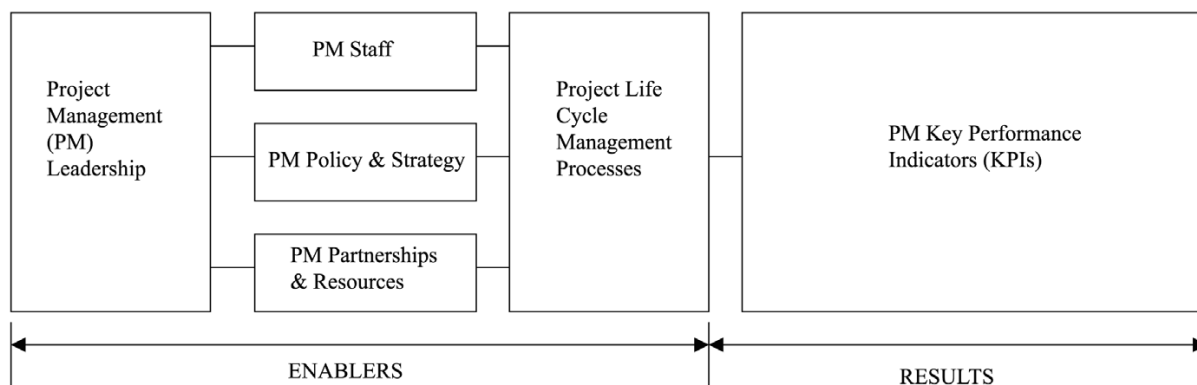 Project
Management
(PM)
Leadership
PM Staff
PM Policy & Strategy
PM Partnerships
& Resources
Project Life
Cycle
Management
Processes
PM Key Performance
Indicators (KPIs)
ENABLERS
RESULTS